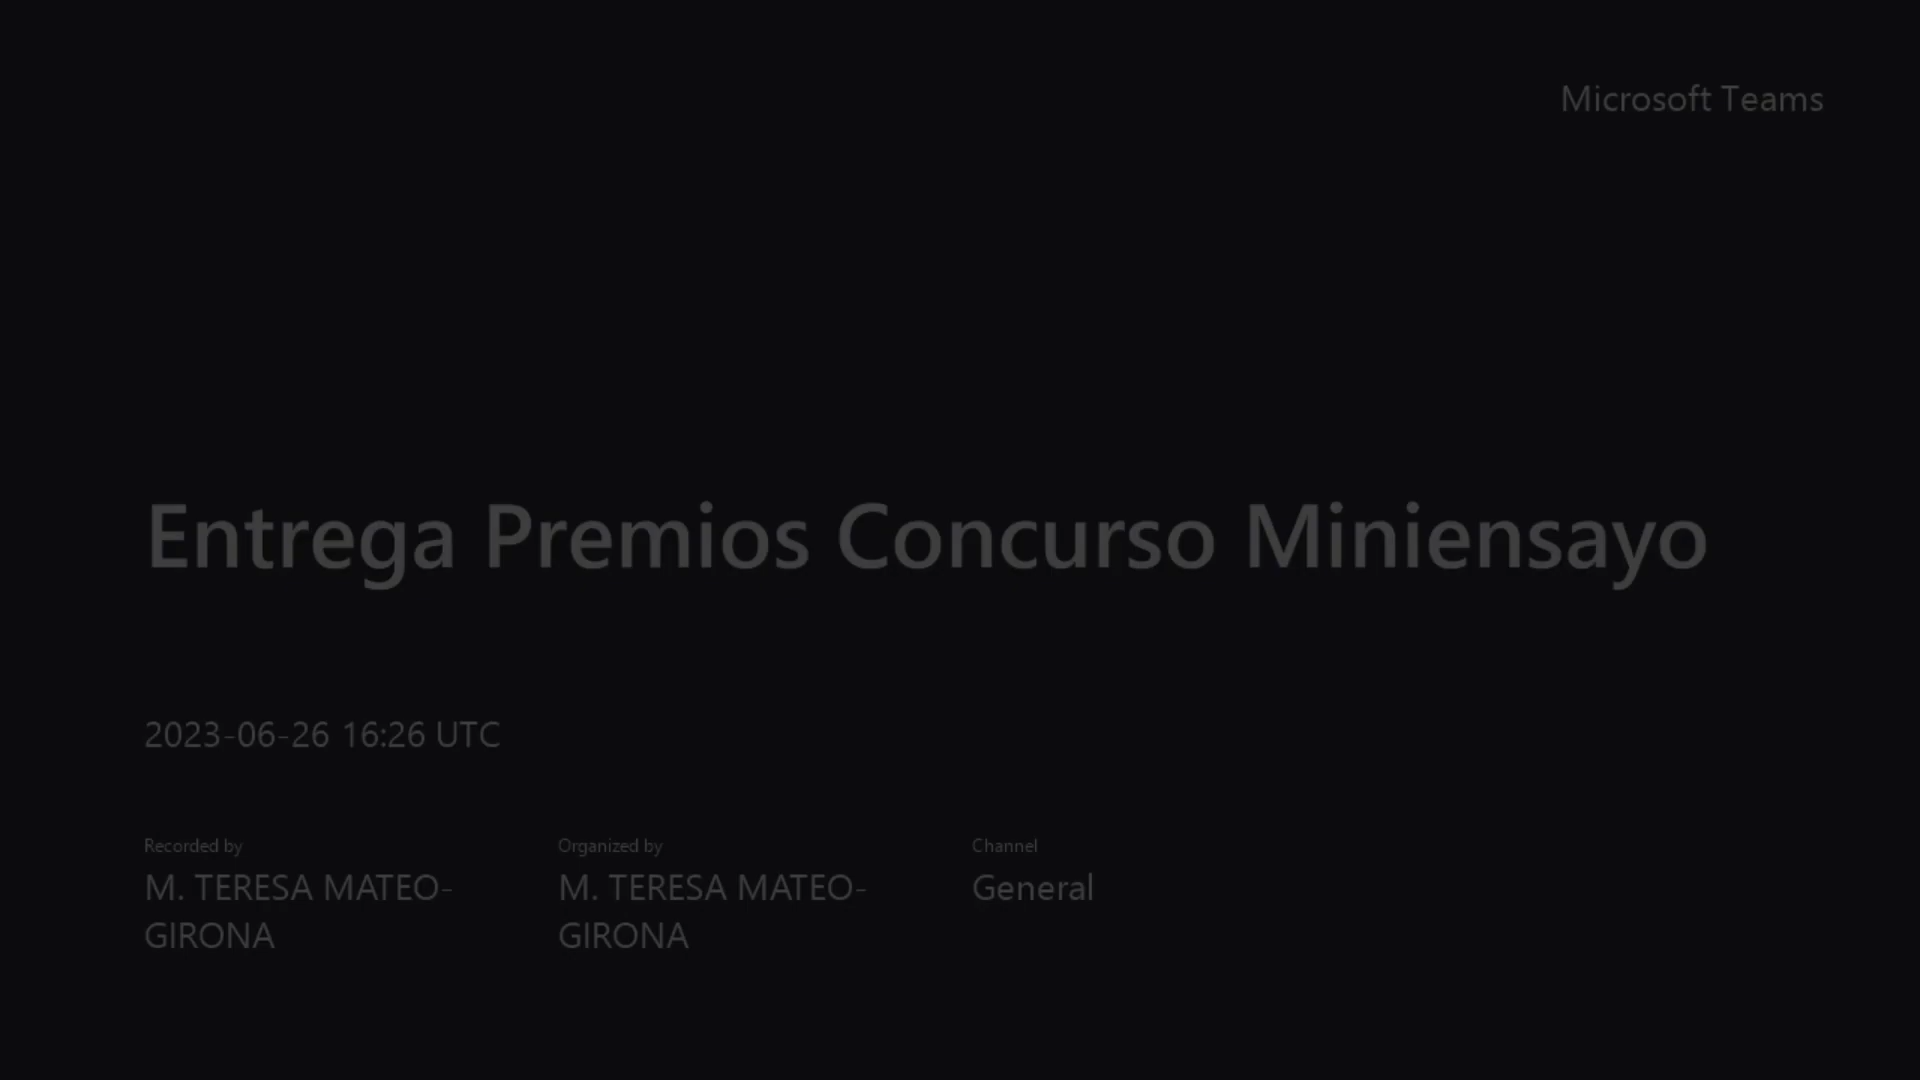 Microsoft Teams
Entrega Premios Concurso Miniensayo
2023-06-26 16:26 UTC
Recorded by
M. TERESA MATEO-
GIRONA
Organized by
M. TERESA MATEO-
GIRONA
Channel
General